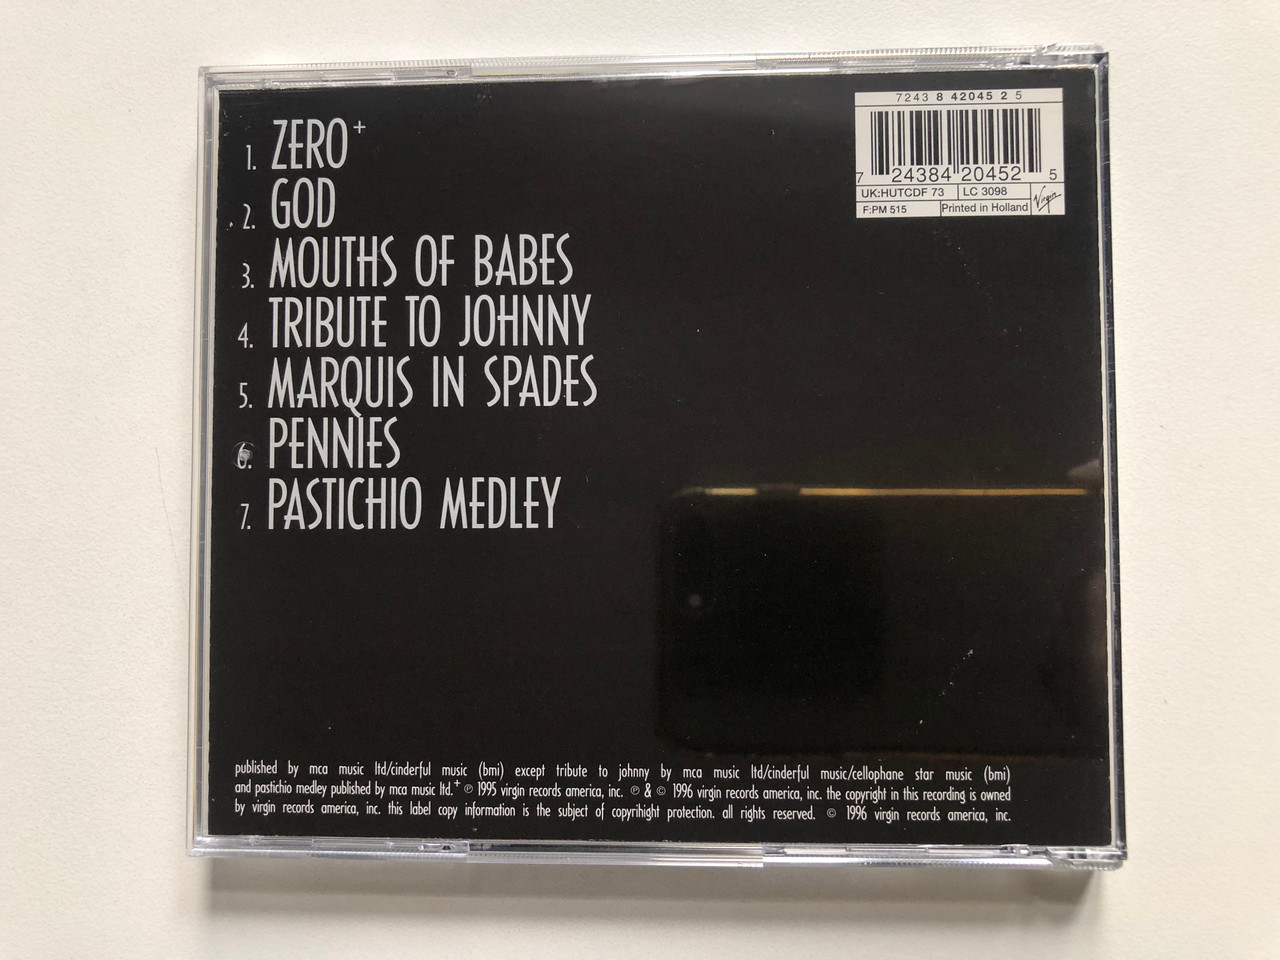 1. ZERO+
2. GOD
3. MOUTHS OF BABES
4. TRIBUTE TO JOHNNY
5. MARQUIS IN SPADES
6. PENNIES
7. PASTICHIO MEDLEY
7243 8 42045 2 5
7 24384 20452 5
UK:HUTCDF 73 LC 3098
F:PM 515 Printed in Holland Virgin
published by mca music ltd/cinderful music (bmi) except tribute to johnny by mca music ltd/cinderful music/cellophane star music (bmi)
and pastichio medley published by mca music ltd.+ ℗ 1995 virgin records america, inc. ℗ & © 1996 virgin records america, inc. the copyright in this recording is owned
by virgin records america, inc. this label copy information is the subject of copyrihight protection. all rights reserved. © 1996 virgin records america, inc.